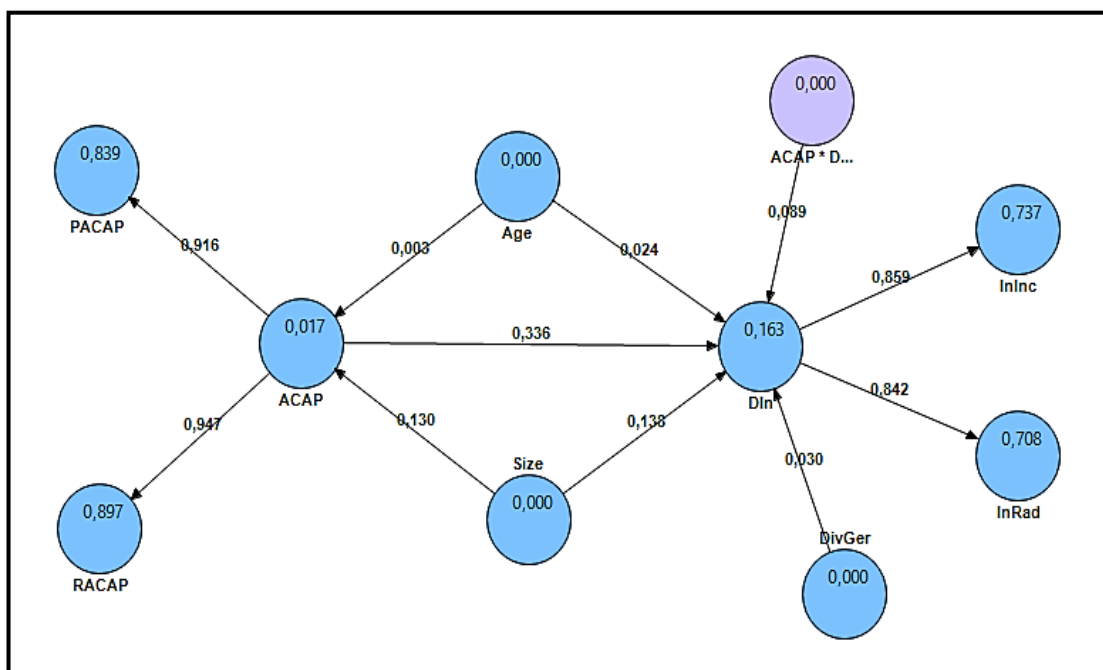 0,000
ACAP * D...
0,839
PACAP
0,000
Age
0,089
0,737
InInc
0,916
0,003
0,024
0,859
0,017
ACAP
0,336
0,163
DIn
0,947
0,130
0,138
0,842
Size
0,000
0,030
0,708
InRad
0,897
RACAP
DivGer
0,000